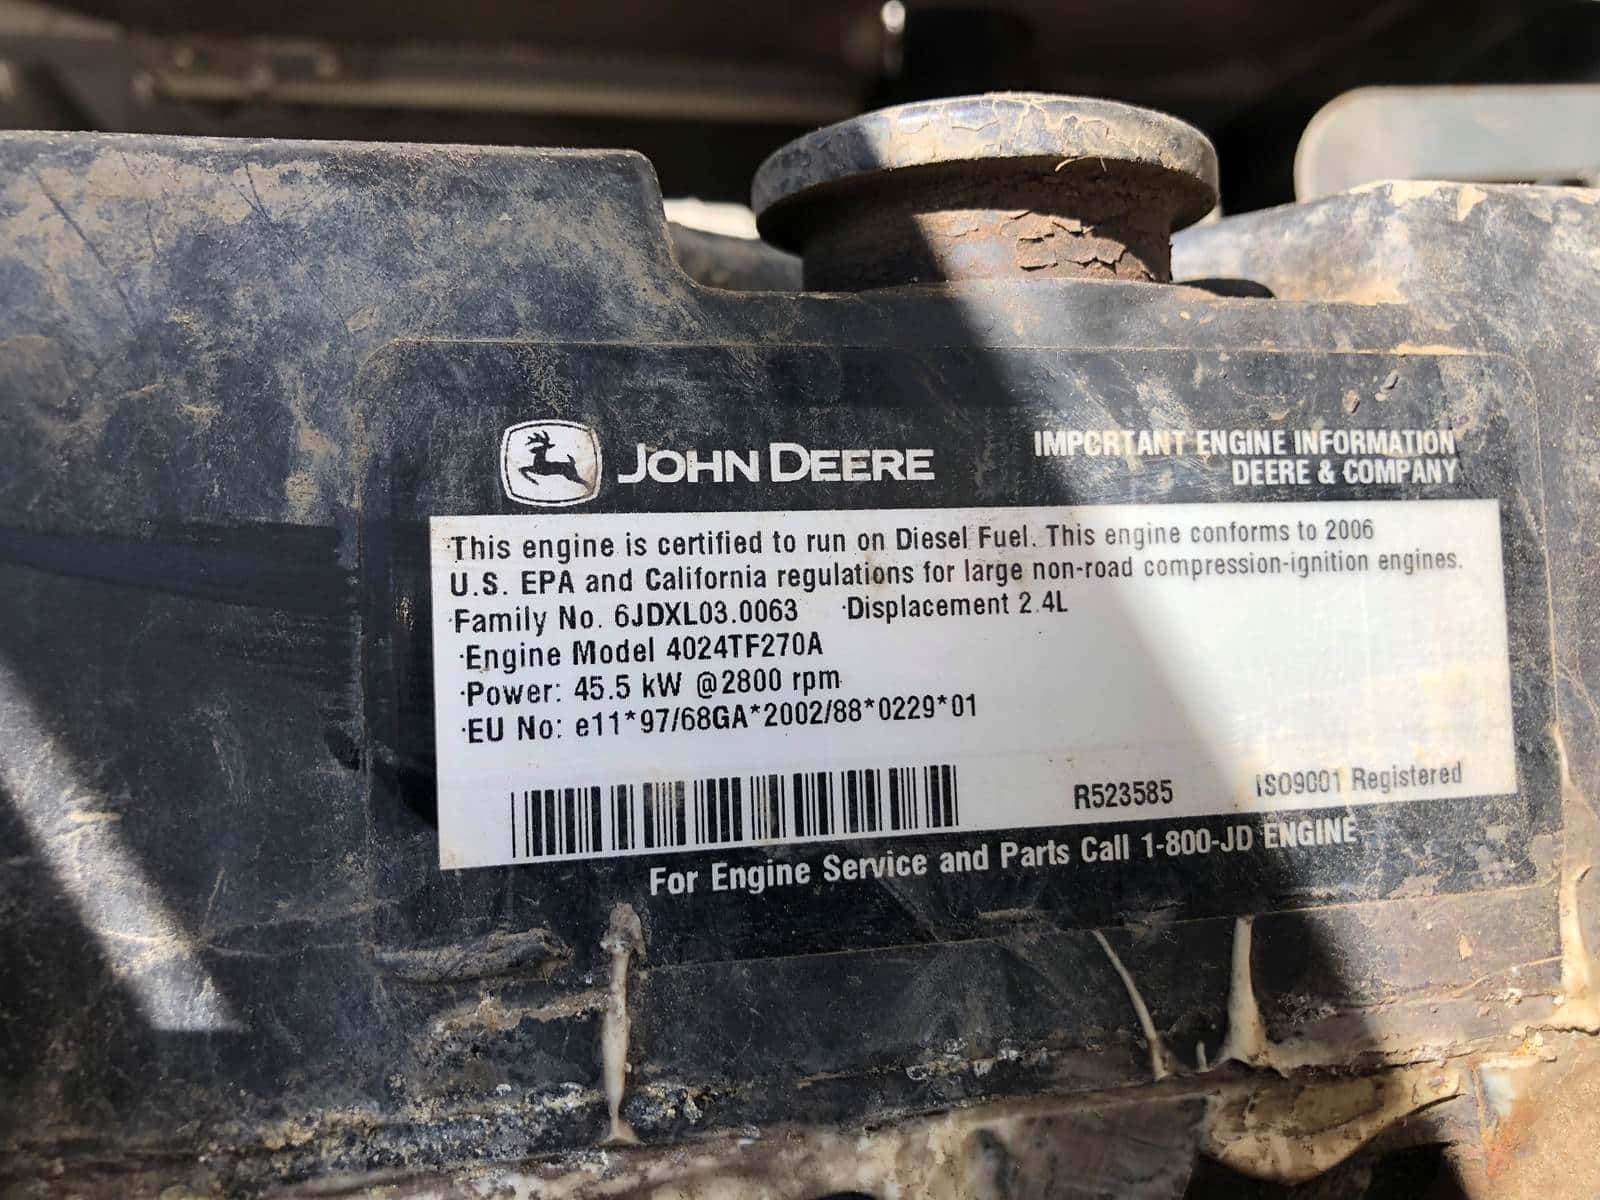 JOHN DEERE
IMPORTANT ENGINE INFORMATION
DEERE & COMPANY
·This engine is certified to run on Diesel Fuel. This engine conforms to 2006
U.S. EPA and California regulations for large non-road compression-ignition engines.
·Family No. 6JDXL03.0063 ·Displacement 2.4L
·Engine Model 4024TF270A
·Power: 45.5 kW @2800 rpm
·EU No: e11*97/68GA*2002/88*0229*01
R523585 ISO9001 Registered
For Engine Service and Parts Call 1-800-JD ENGINE